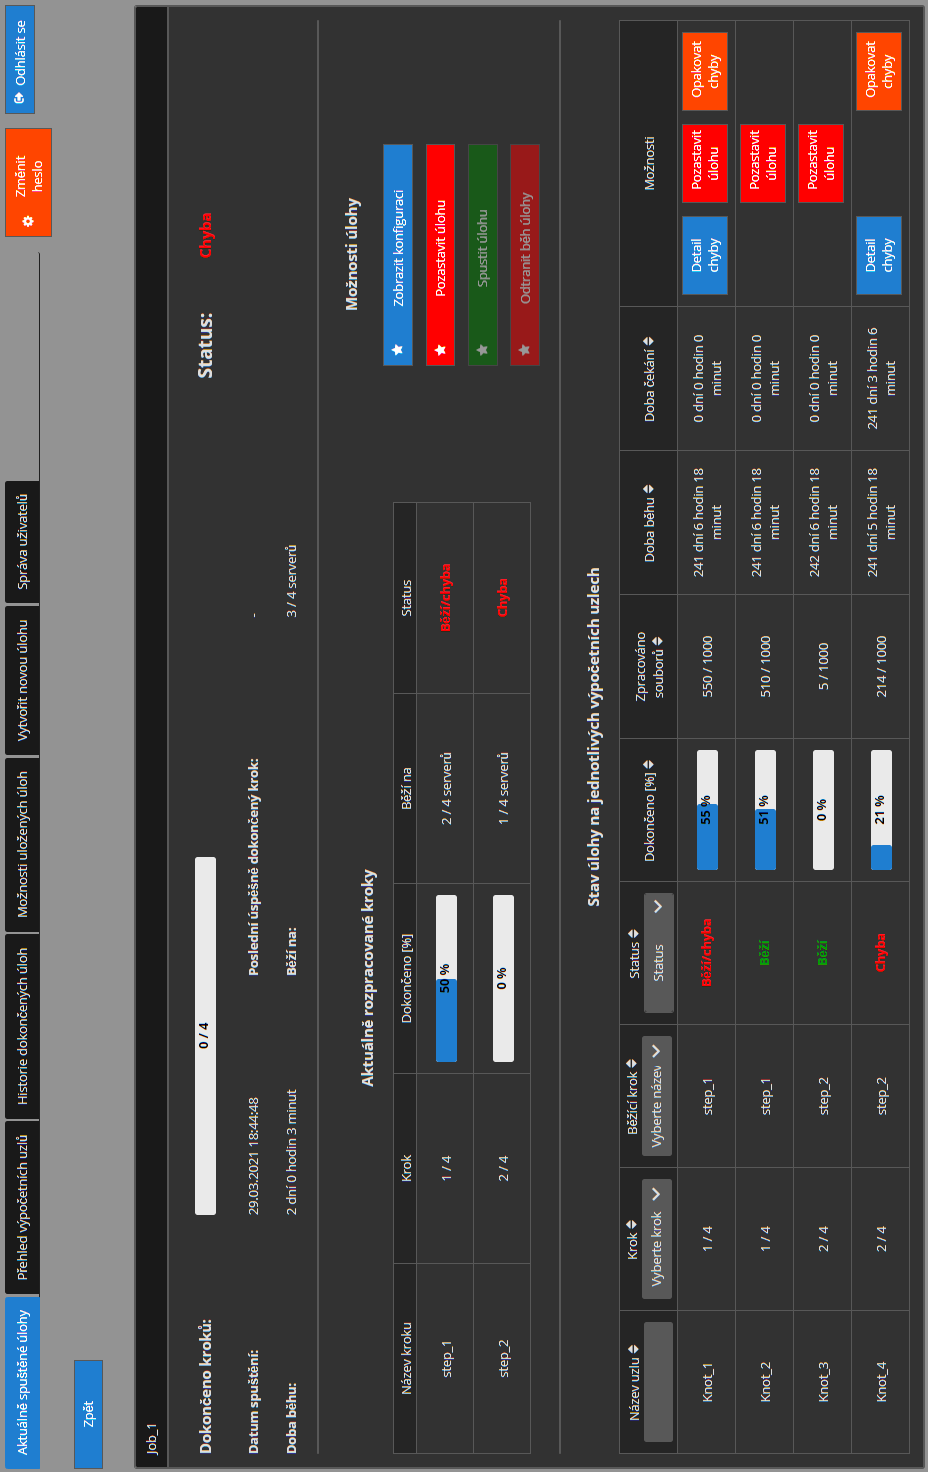 Aktuálně spuštěné úlohy
Přehled výpočetních uzlů
Historie dokončených úloh
Možnosti uložených úloh
Vytvořit novou úlohu
Správa uživatelů
Změnit
heslo
Odhlásit se
Zpět
Job_1
Dokončeno kroků:
0 / 4
Status:
Chyba
Datum spuštění:
29.03.2021 18:44:48
Poslední úspěšně dokončený krok:
-
Doba běhu:
2 dní 0 hodin 3 minut
Běží na:
3 / 4 serverů
Aktuálně rozpracované kroky
Název kroku
Krok
Dokončeno [%]
Běží na
Status
step_1
1 / 4
50 %
2 / 4 serverů
Běží/chyba
step_2
2 / 4
0 %
1 / 4 serverů
Chyba
Možnosti úlohy
Zobrazit konfiguraci
Pozastavit úlohu
Spustit úlohu
Odtranit běh úlohy
Stav úlohy na jednotlivých výpočetních uzlech
Název uzlu
Krok
Vyberte krok
Běžící krok
Vyberte název
Status
Status
Dokončeno [%]
Zpracováno
souborů
Doba běhu
Doba čekání
Možnosti
Knot_1
1 / 4
step_1
Běží/chyba
55 %
550 / 1000
241 dní 6 hodin 18
minut
0 dní 0 hodin 0
minut
Detail
chyby
Pozastavit
úlohu
Opakovat
chyby
Knot_2
1 / 4
step_1
Běží
51 %
510 / 1000
241 dní 6 hodin 18
minut
0 dní 0 hodin 0
minut
Pozastavit
úlohu
Knot_3
2 / 4
step_2
Běží
0 %
5 / 1000
242 dní 6 hodin 18
minut
0 dní 0 hodin 0
minut
Pozastavit
úlohu
Knot_4
2 / 4
step_2
Chyba
21 %
214 / 1000
241 dní 5 hodin 18
minut
241 dní 3 hodin 6
minut
Detail
chyby
Opakovat
chyby